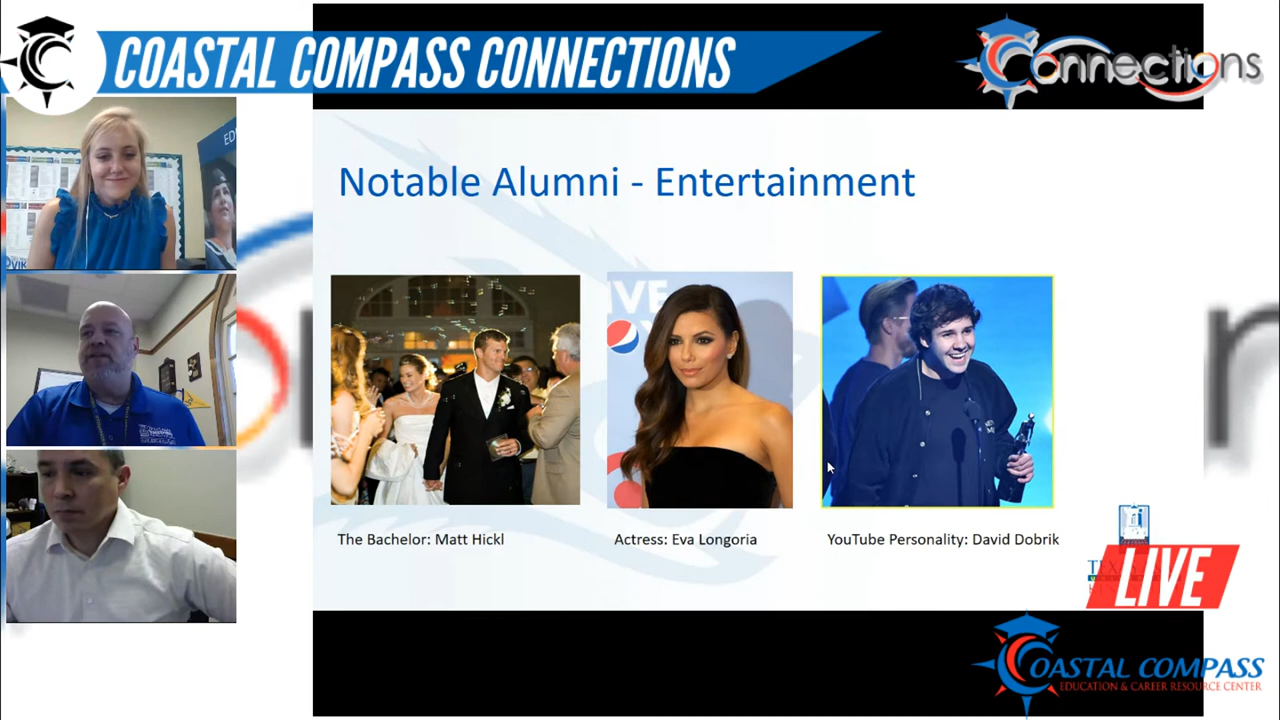 COASTAL COMPASS CONNECTIONS
Connections
Notable Alumni - Entertainment
The Bachelor: Matt Hickl
Actress: Eva Longoria
YouTube Personality: David Dobrik
LIVE
COASTAL COMPASS
EDUCATION & CAREER RESOURCE CENTER